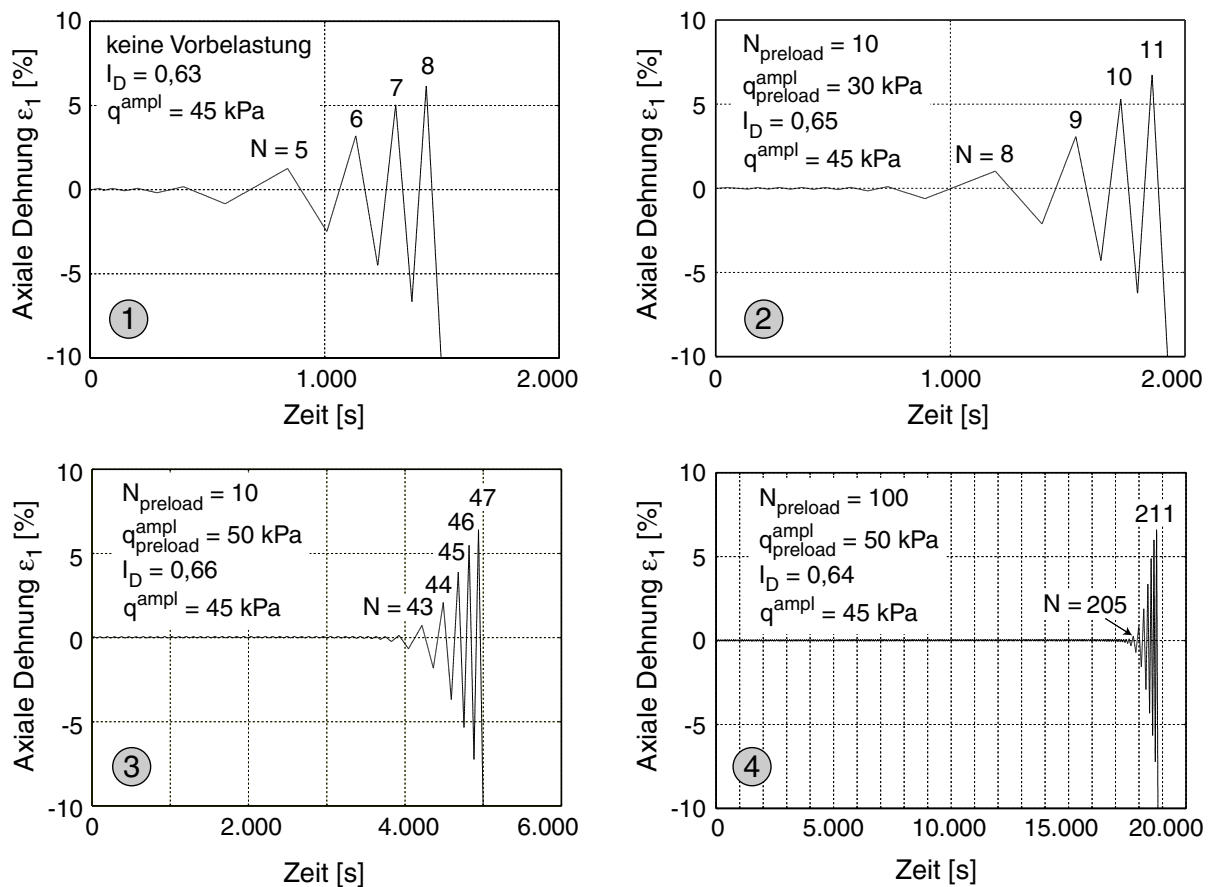 10
5
0
-5
-10
Axiale Dehnung ε₁ [%]
keine Vorbelastung
I_D = 0,63
q^ampl = 45 kPa
N = 5
6
7
8
1
0
1.000
2.000
Zeit [s]
10
5
0
-5
-10
Axiale Dehnung ε₁ [%]
N_preload = 10
q^ampl_preload = 30 kPa
I_D = 0,65
q^ampl = 45 kPa
N = 8
9
10
11
2
0
1.000
2.000
Zeit [s]
10
5
0
-5
-10
Axiale Dehnung ε₁ [%]
N_preload = 10
q^ampl_preload = 50 kPa
I_D = 0,66
q^ampl = 45 kPa
N = 43
44
45
46
47
3
0
2.000
4.000
6.000
Zeit [s]
10
5
0
-5
-10
Axiale Dehnung ε₁ [%]
N_preload = 100
q^ampl_preload = 50 kPa
I_D = 0,64
q^ampl = 45 kPa
N = 205
211
4
0
5.000
10.000
15.000
20.000
Zeit [s]